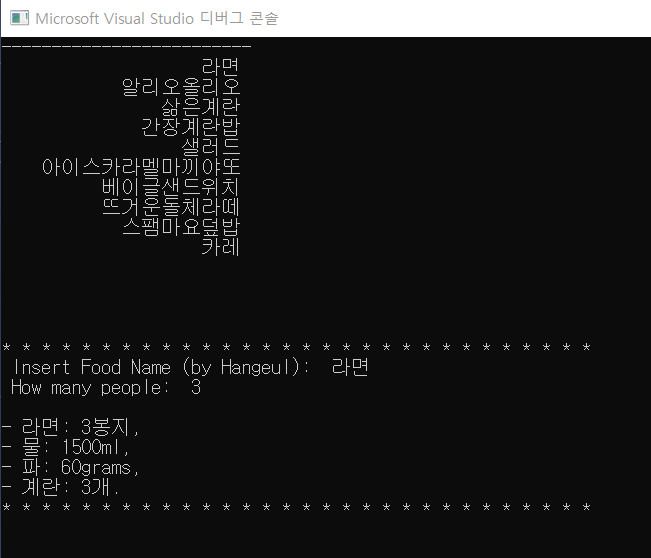 Microsoft Visual Studio 디버그 콘솔
-------------------------
라면
알리오올리오
삶은계란
간장계란밥
샐러드
아이스카라멜마끼야또
베이글샌드위치
뜨거운돌체라떼
스팸마요덮밥
카레
* * * * * * * * * * * * * * * * * * * * * * * * * * * * * *
Insert Food Name (by Hangeul):  라면
How many people:  3
- 라면: 3봉지,
- 물: 1500ml,
- 파: 60grams,
- 계란: 3개.
* * * * * * * * * * * * * * * * * * * * * * * * * * * * * *